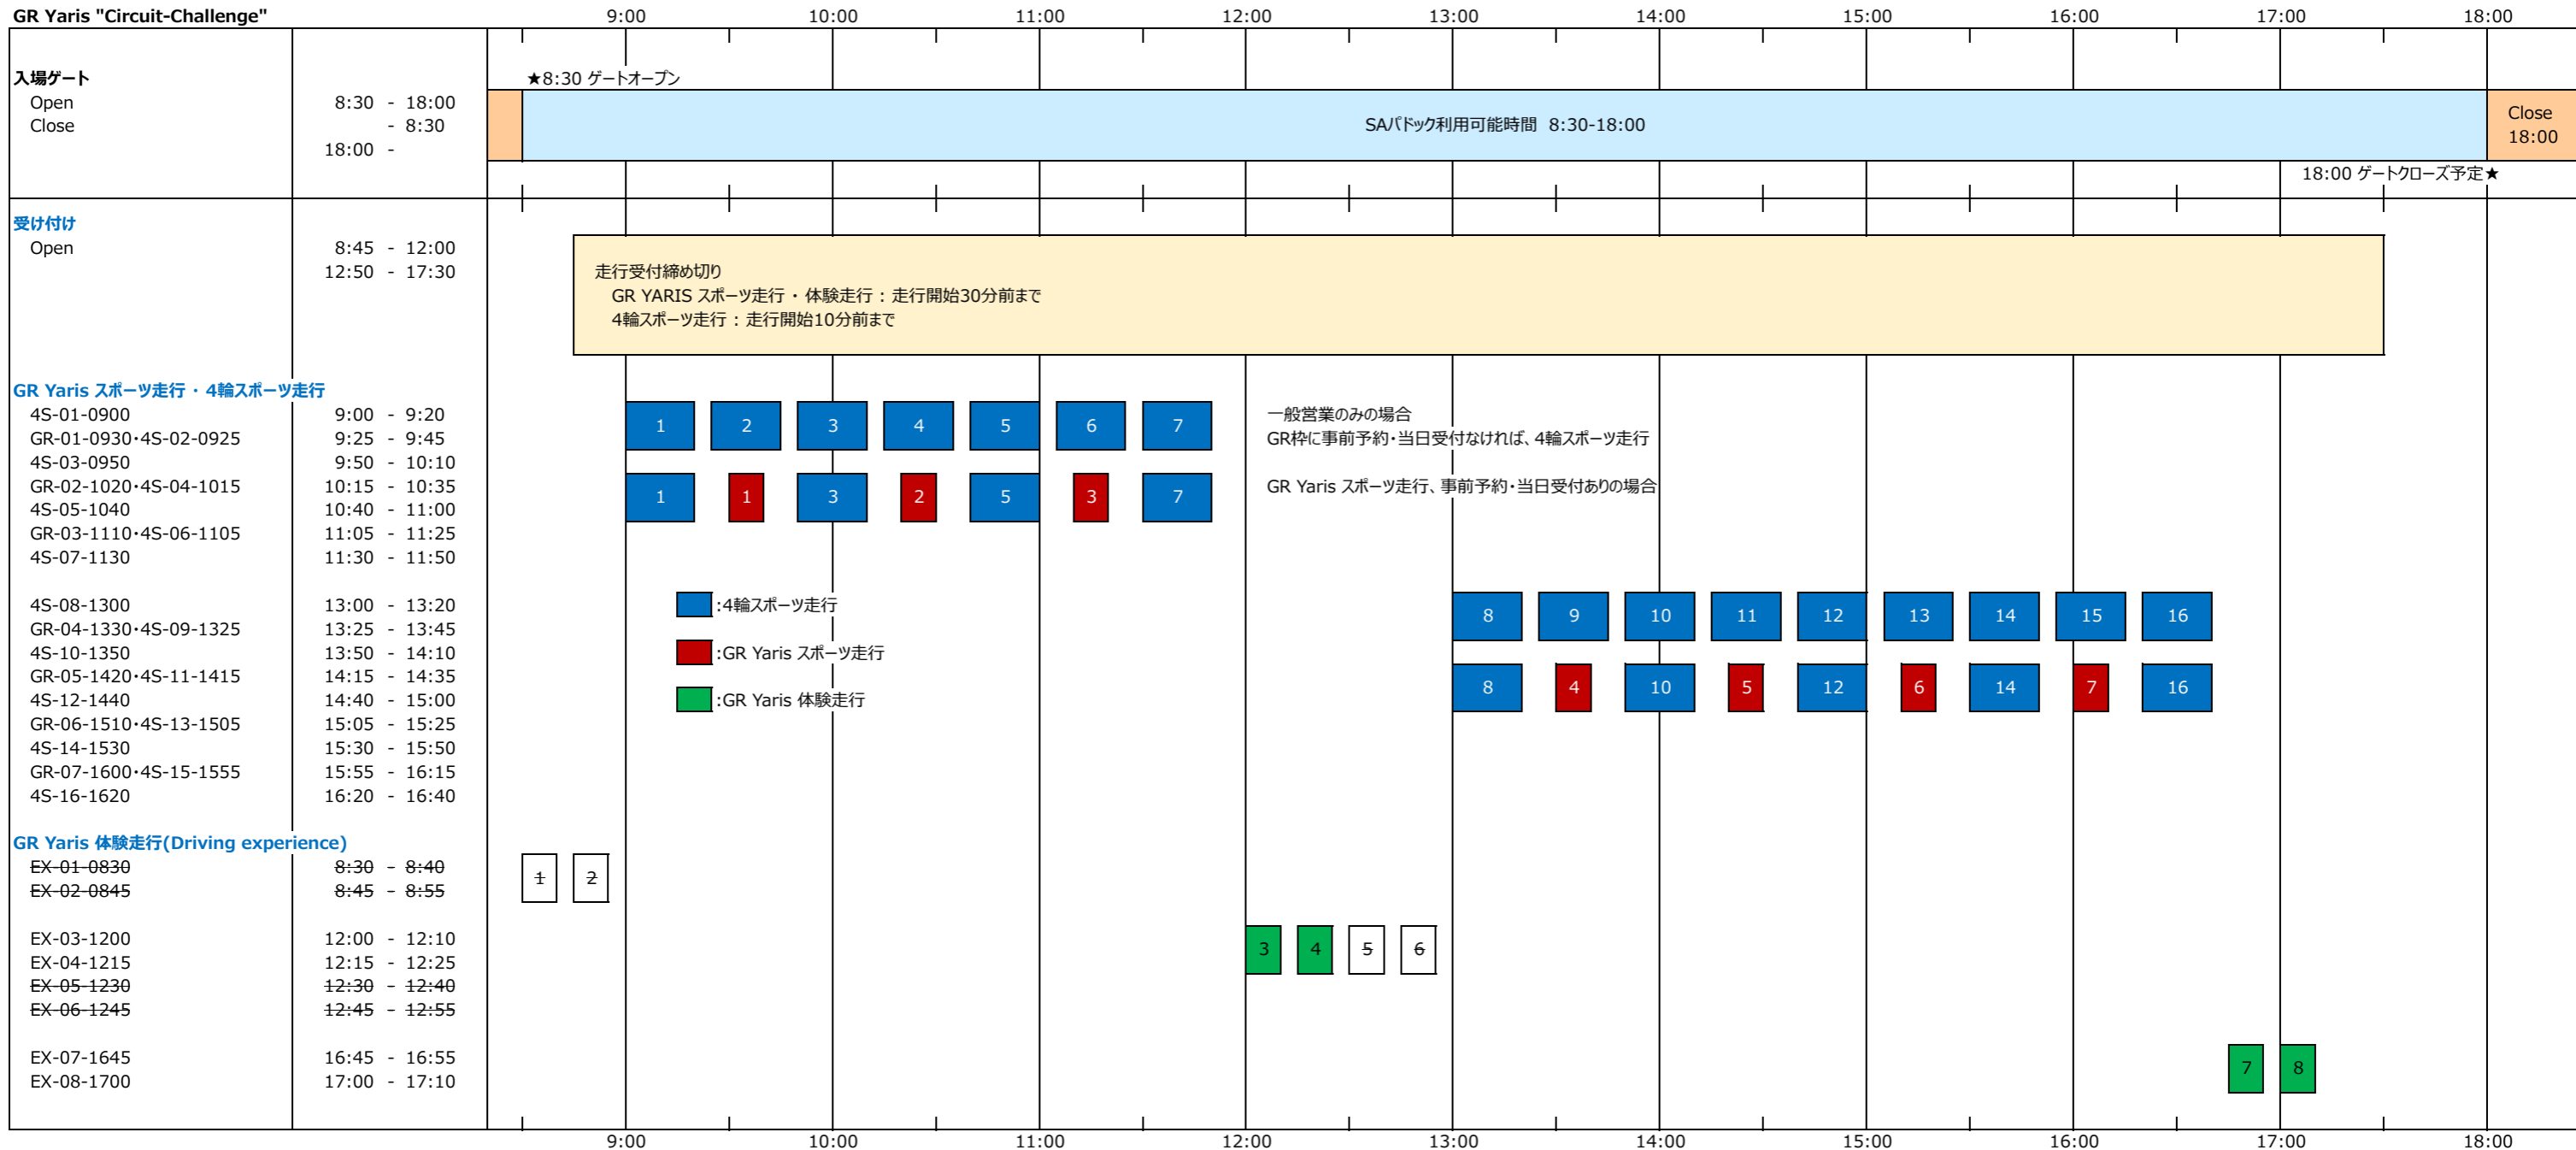 GR Yaris "Circuit-Challenge" 9:00 10:00 11:00 12:00 13:00 14:00 15:00 16:00 17:00 18:00
入場ゲート ★8:30 ゲートオープン
Open 8:30 - 18:00
Close - 8:30
18:00 -
SAパドック利用可能時間 8:30-18:00
Close
18:00
18:00 ゲートクローズ予定★
受け付け
Open 8:45 - 12:00
12:50 - 17:30
走行受付締め切り
GR YARIS スポーツ走行・体験走行：走行開始30分前まで
4輪スポーツ走行：走行開始10分前まで
GR Yaris スポーツ走行・4輪スポーツ走行
4S-01-0900 9:00 - 9:20
GR-01-0930・4S-02-0925 9:25 - 9:45
4S-03-0950 9:50 - 10:10
GR-02-1020・4S-04-1015 10:15 - 10:35
4S-05-1040 10:40 - 11:00
GR-03-1110・4S-06-1105 11:05 - 11:25
4S-07-1130 11:30 - 11:50
1 2 3 4 5 6 7
一般営業のみの場合
GR枠に事前予約・当日受付なければ、4輪スポーツ走行
1 1 3 2 5 3 7
GR Yaris スポーツ走行、事前予約・当日受付ありの場合
4S-08-1300 13:00 - 13:20
GR-04-1330・4S-09-1325 13:25 - 13:45
4S-10-1350 13:50 - 14:10
GR-05-1420・4S-11-1415 14:15 - 14:35
4S-12-1440 14:40 - 15:00
GR-06-1510・4S-13-1505 15:05 - 15:25
4S-14-1530 15:30 - 15:50
GR-07-1600・4S-15-1555 15:55 - 16:15
4S-16-1620 16:20 - 16:40
:4輪スポーツ走行
:GR Yaris スポーツ走行
:GR Yaris 体験走行
8 9 10 11 12 13 14 15 16
8 4 10 5 12 6 14 7 16
GR Yaris 体験走行(Driving experience)
EX-01-0830 8:30 - 8:40
EX-02-0845 8:45 - 8:55
1 2
EX-03-1200 12:00 - 12:10
EX-04-1215 12:15 - 12:25
EX-05-1230 12:30 - 12:40
EX-06-1245 12:45 - 12:55
3 4 5 6
EX-07-1645 16:45 - 16:55
EX-08-1700 17:00 - 17:10
7 8
9:00 10:00 11:00 12:00 13:00 14:00 15:00 16:00 17:00 18:00